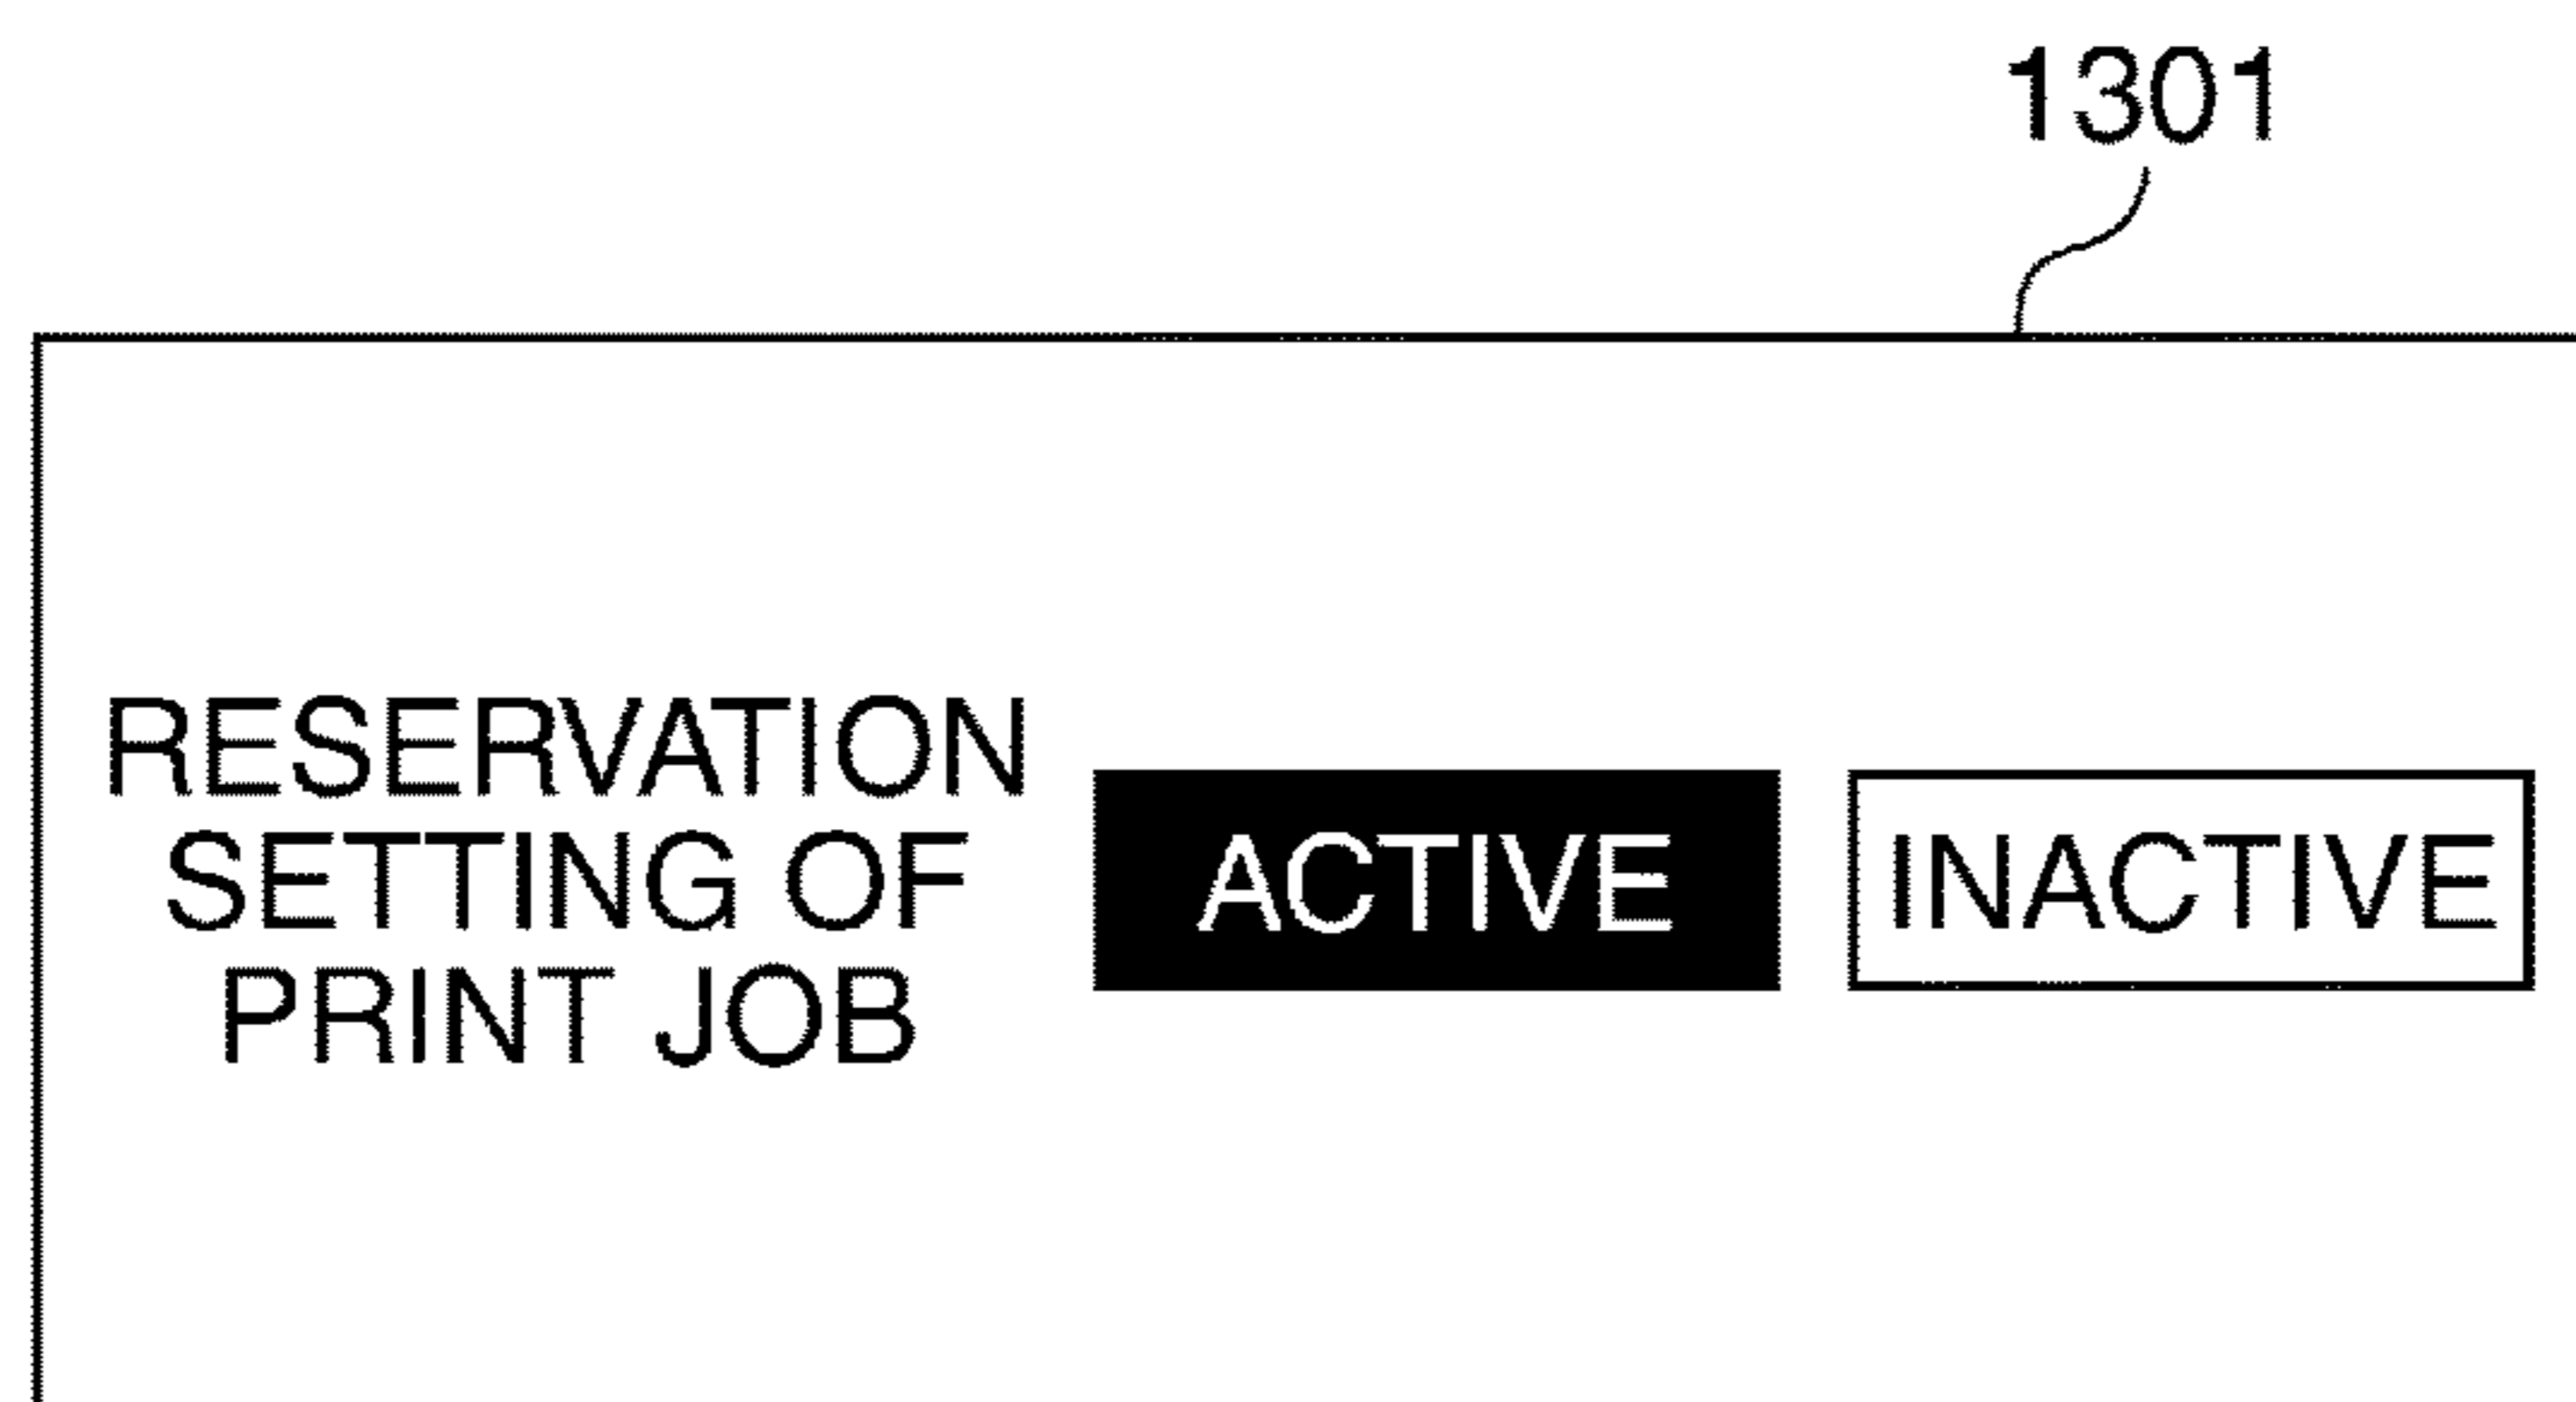 1301
RESERVATION
SETTING OF
PRINT JOB
ACTIVE
INACTIVE